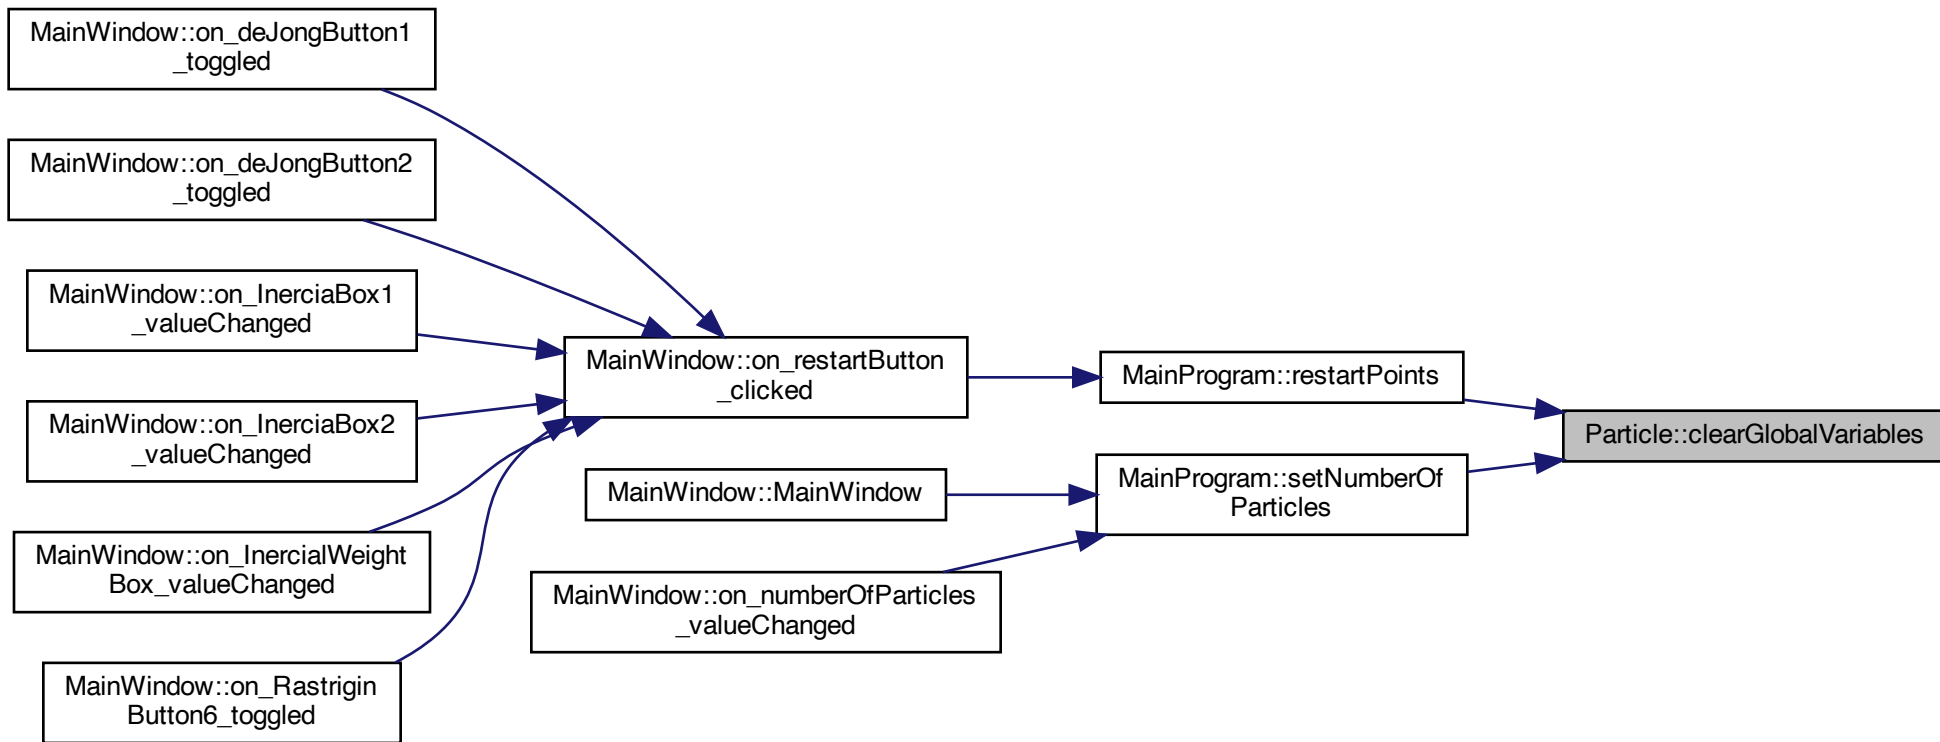 MainWindow::on_deJongButton1
_toggled
MainWindow::on_deJongButton2
_toggled
MainWindow::on_InerciaBox1
_valueChanged
MainWindow::on_InerciaBox2
_valueChanged
MainWindow::on_InercialWeight
Box_valueChanged
MainWindow::on_Rastrigin
Button6_toggled
MainWindow::on_restartButton
_clicked
MainWindow::MainWindow
MainWindow::on_numberOfParticles
_valueChanged
MainProgram::restartPoints
MainProgram::setNumberOf
Particles
Particle::clearGlobalVariables